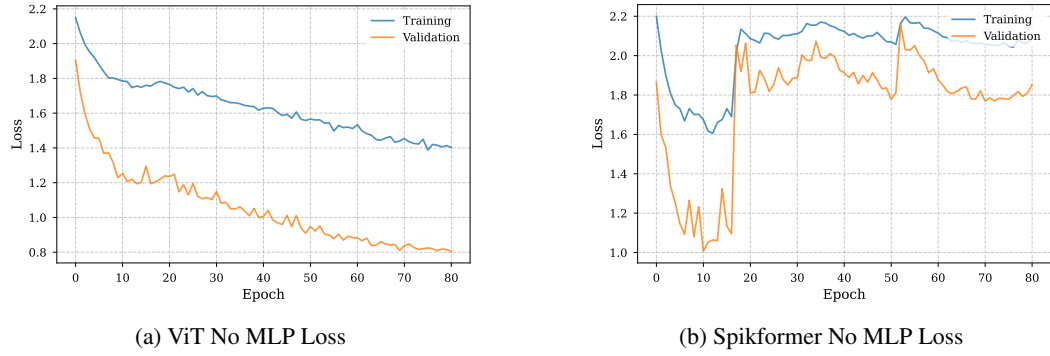 2.2
2.0
1.8
1.6
1.4
1.2
1.0
0.8
Loss
0 10 20 30 40 50 60 70 80
Epoch
Training
Validation
(a) ViT No MLP Loss
2.2
2.0
1.8
1.6
1.4
1.2
1.0
Loss
0 10 20 30 40 50 60 70 80
Epoch
Training
Validation
(b) Spikformer No MLP Loss